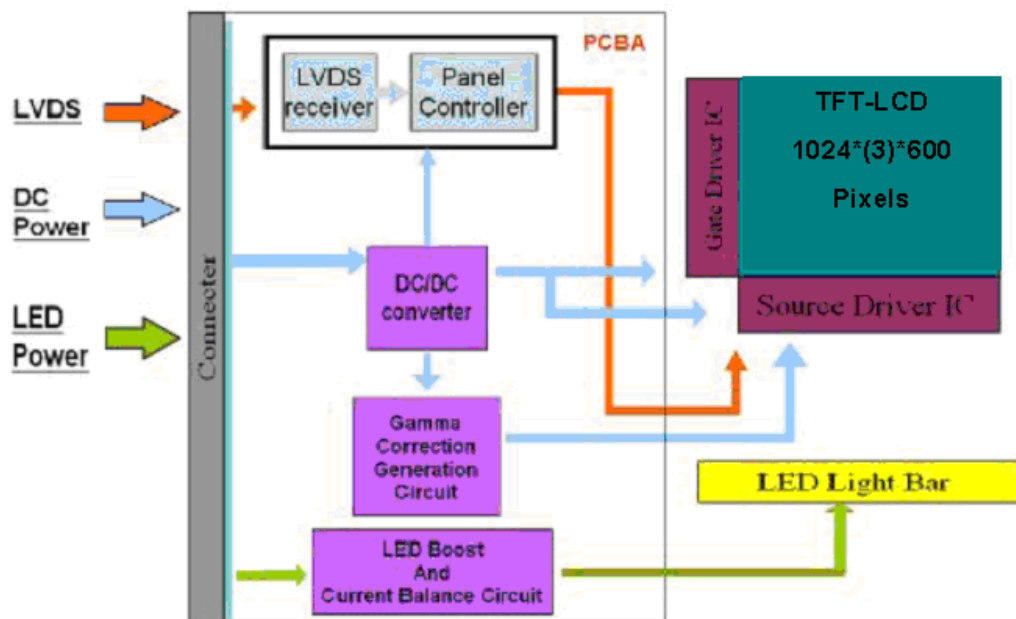 LVDS
DC
Power
LED
Power
Connecter
PCBA
LVDS
receiver
Panel
Controller
DC/DC
converter
Gamma
Correction
Generation
Circuit
LED Boost
And
Current Balance Circuit
Gate Driver IC
TFT-LCD
1024*(3)*600
Pixels
Source Driver IC
LED Light Bar